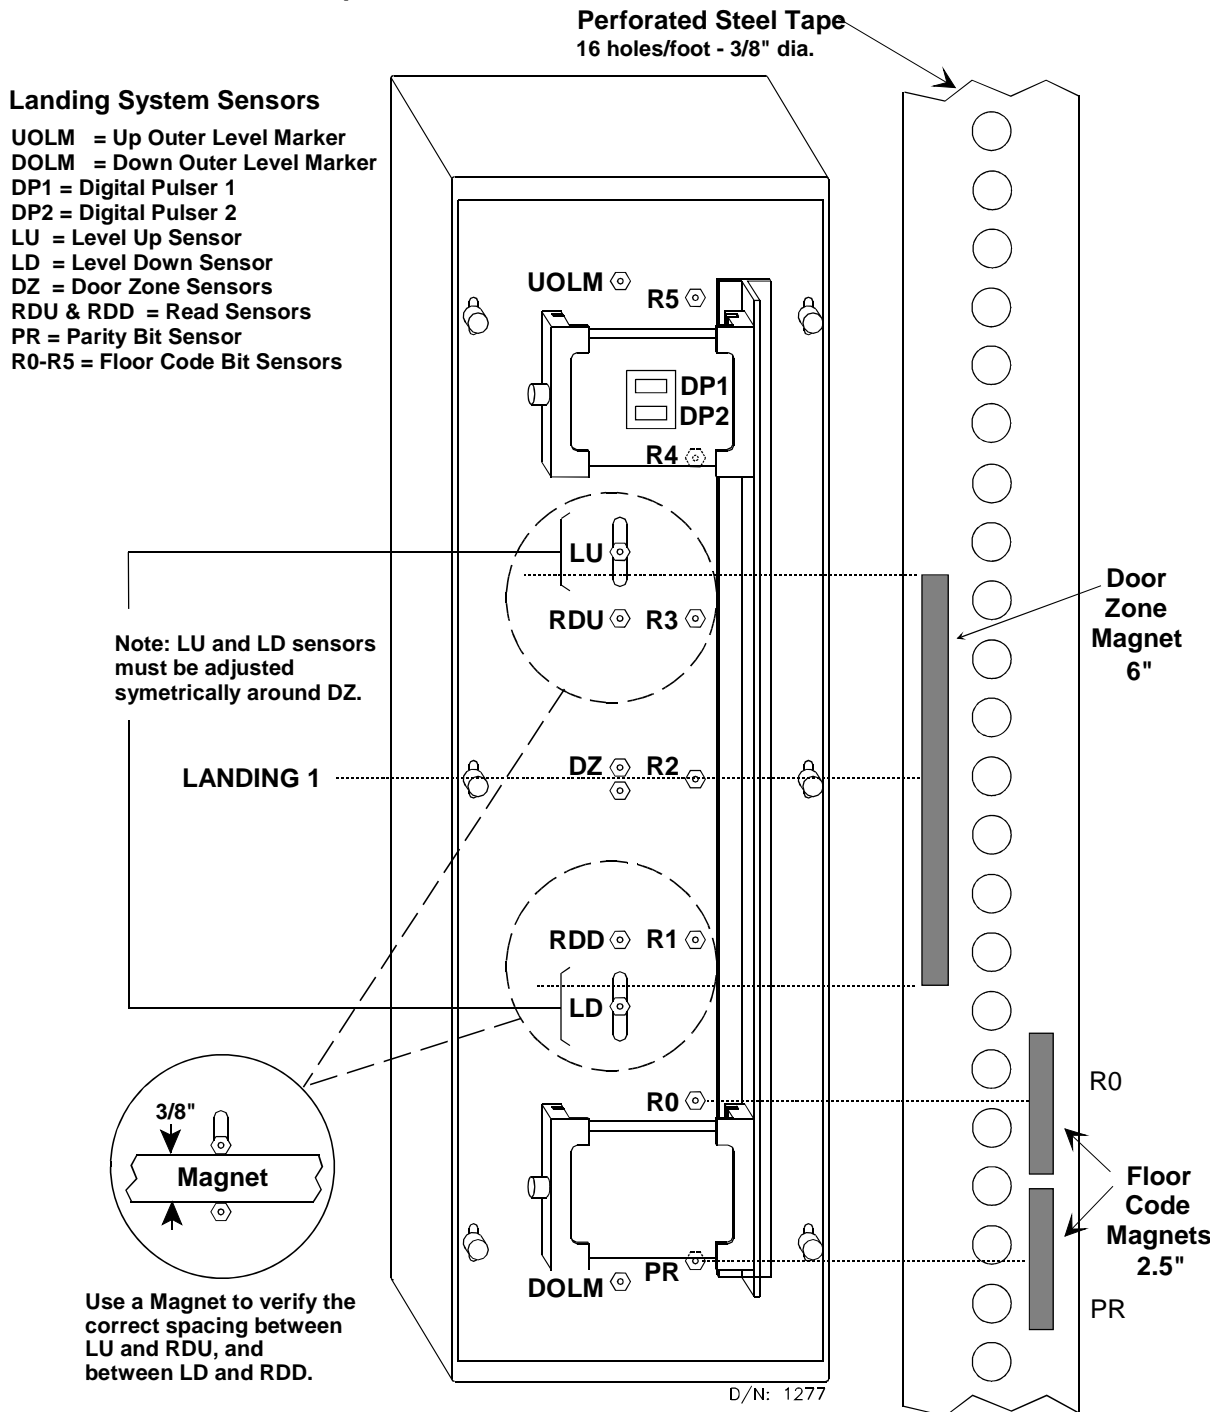 Perforated Steel Tape
16 holes/foot - 3/8" dia.
Landing System Sensors
UOLM = Up Outer Level Marker
DOLM = Down Outer Level Marker
DP1 = Digital Pulser 1
DP2 = Digital Pulser 2
LU = Level Up Sensor
LD = Level Down Sensor
DZ = Door Zone Sensors
RDU & RDD = Read Sensors
PR = Parity Bit Sensor
R0-R5 = Floor Code Bit Sensors
UOLM
R5
DP1
DP2
R4
LU
RDU
R3
Door
Zone
Magnet
6"
Note: LU and LD sensors
must be adjusted
symetrically around DZ.
LANDING 1
DZ
R2
RDD
R1
LD
R0
R0
3/8"
Magnet
Floor
Code
Magnets
2.5"
PR
DOLM
PR
Use a Magnet to verify the
correct spacing between
LU and RDU, and
between LD and RDD.
D/N: 1277